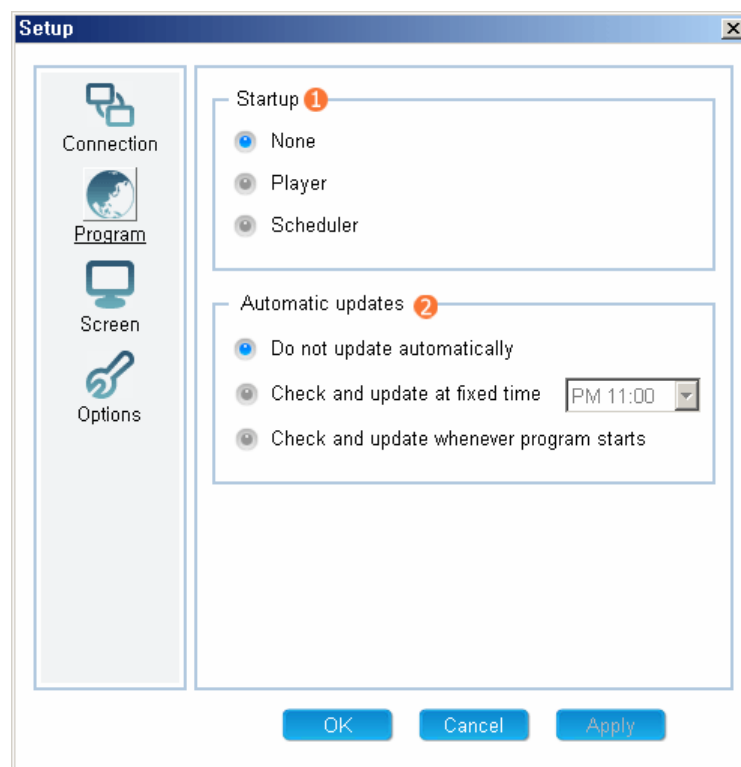 Setup
Connection
Program
Screen
Options
Startup 1
None
Player
Scheduler
Automatic updates 2
Do not update automatically
Check and update at fixed time PM 11:00
Check and update whenever program starts
OK Cancel Apply